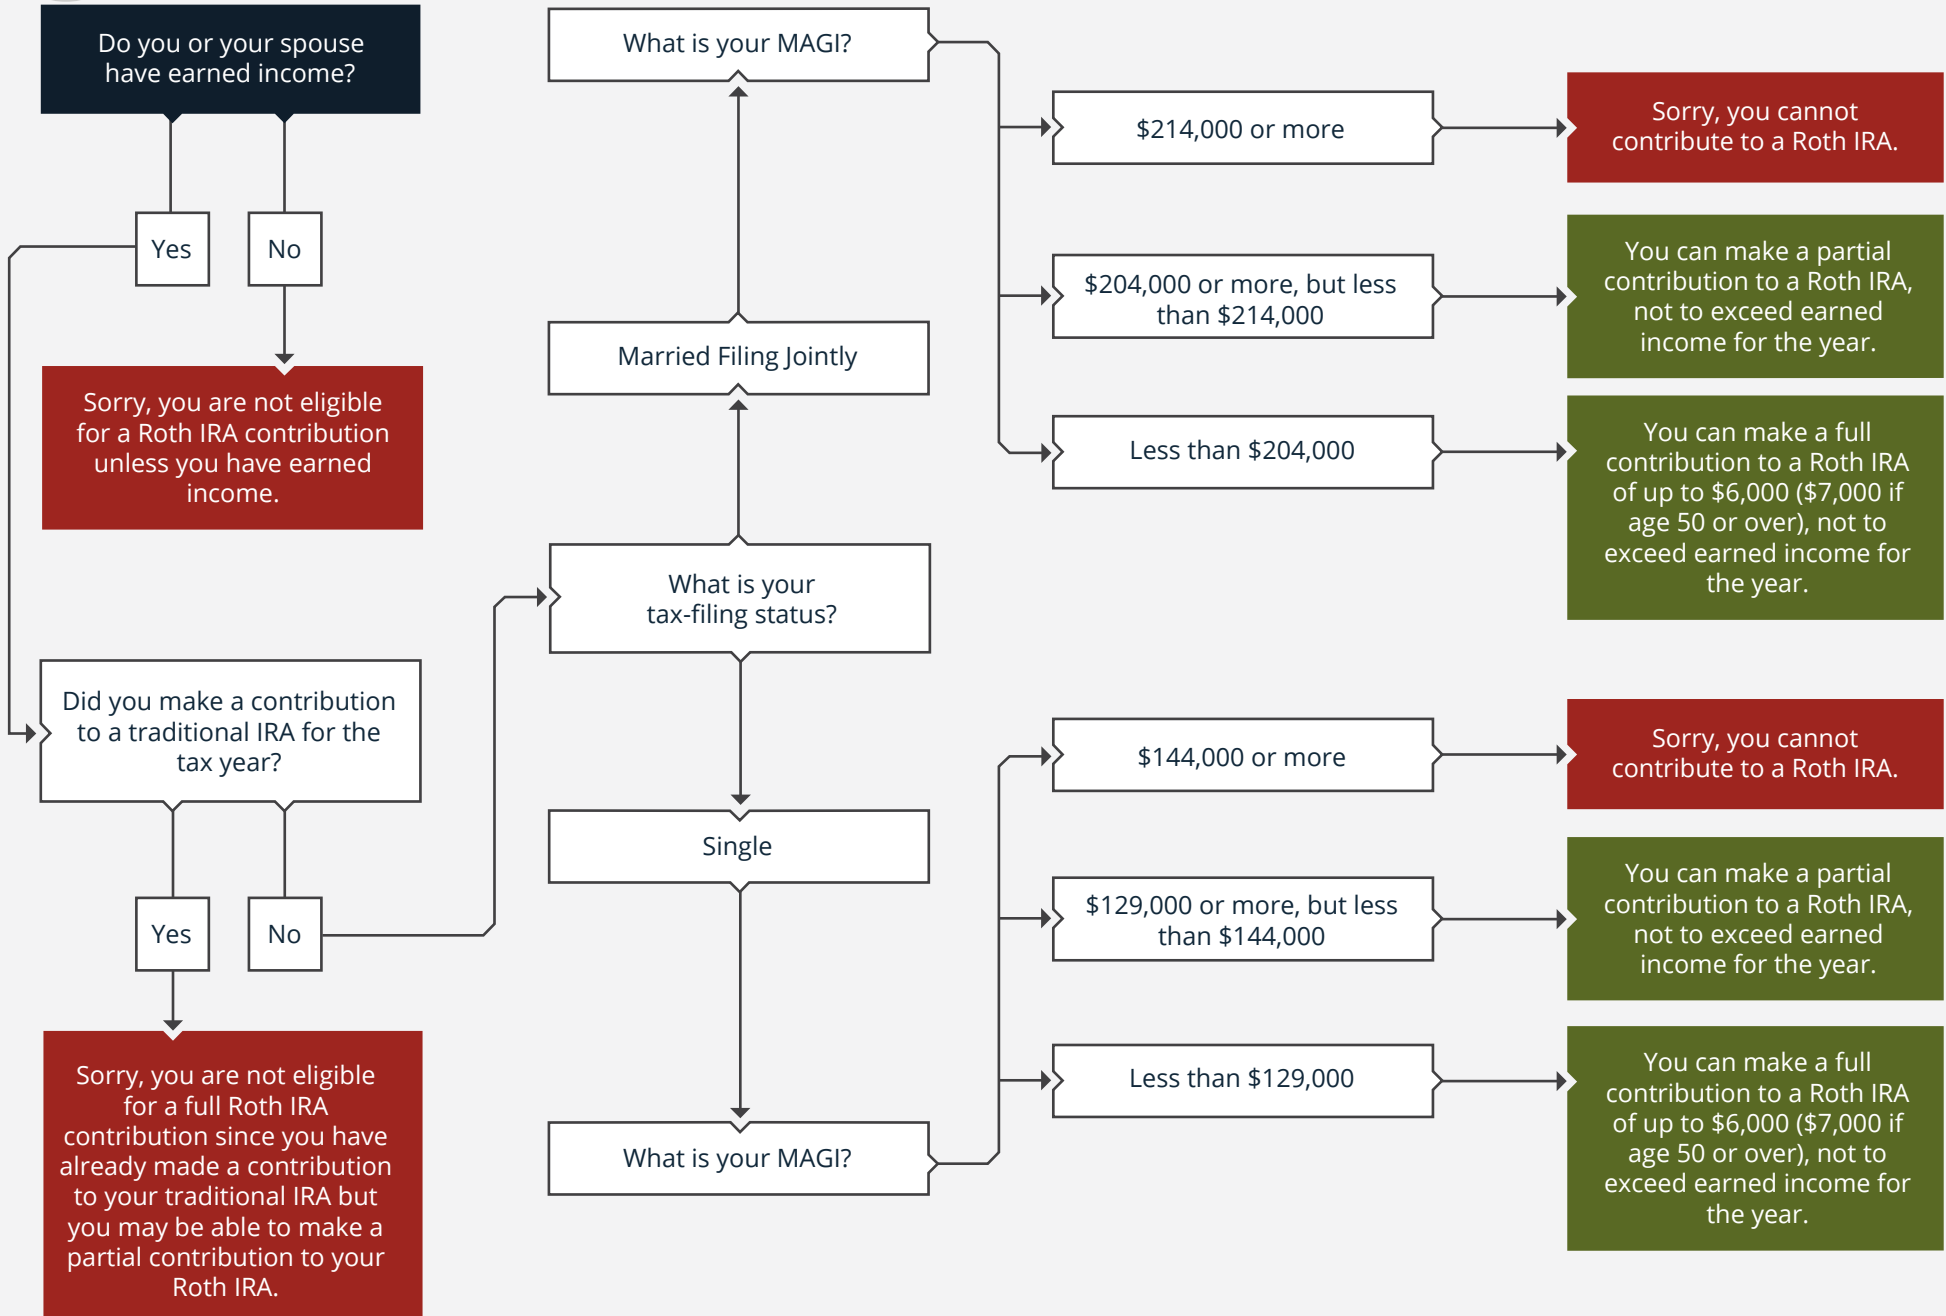 Do you or your spouse
have earned income?
Yes
No
Sorry, you are not eligible
for a Roth IRA contribution
unless you have earned
income.
Did you make a contribution
to a traditional IRA for the
tax year?
Yes
No
Sorry, you are not eligible
for a full Roth IRA
contribution since you have
already made a contribution
to your traditional IRA but
you may be able to make a
partial contribution to your
Roth IRA.
What is your MAGI?
Married Filing Jointly
What is your
tax-filing status?
Single
What is your MAGI?
$214,000 or more
Sorry, you cannot
contribute to a Roth IRA.
$204,000 or more, but less
than $214,000
You can make a partial
contribution to a Roth IRA,
not to exceed earned
income for the year.
Less than $204,000
You can make a full
contribution to a Roth IRA
of up to $6,000 ($7,000 if
age 50 or over), not to
exceed earned income for
the year.
$144,000 or more
Sorry, you cannot
contribute to a Roth IRA.
$129,000 or more, but less
than $144,000
You can make a partial
contribution to a Roth IRA,
not to exceed earned
income for the year.
Less than $129,000
You can make a full
contribution to a Roth IRA
of up to $6,000 ($7,000 if
age 50 or over), not to
exceed earned income for
the year.